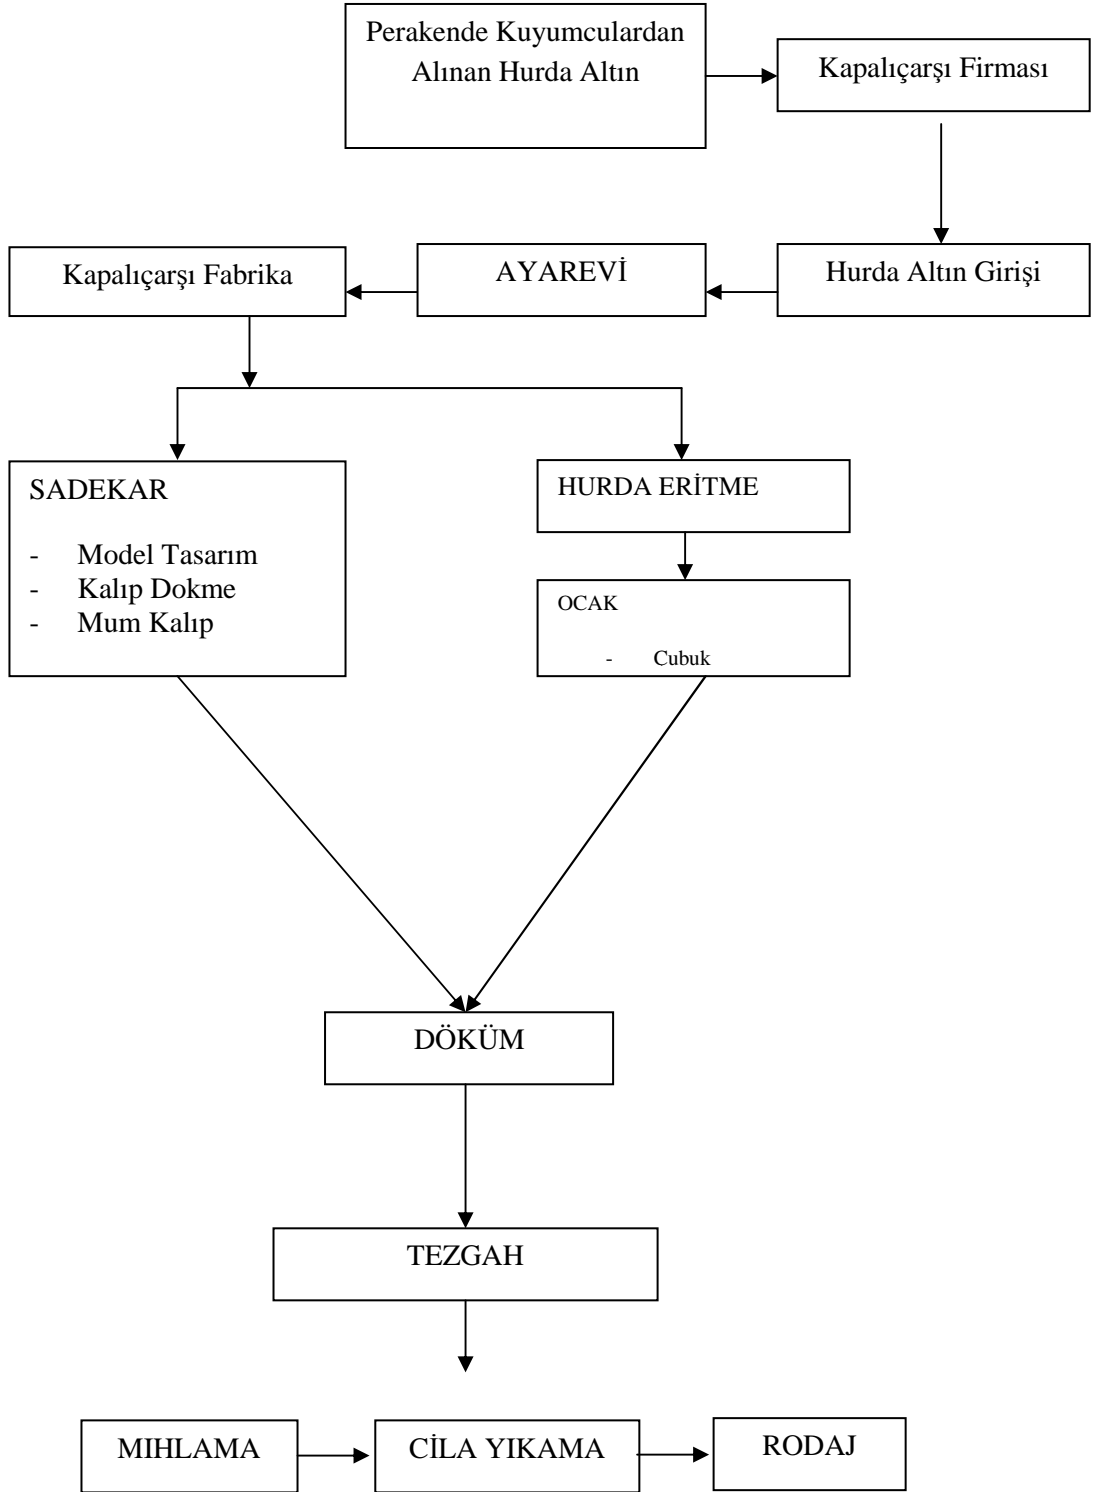 Perakende Kuyumculardan
Alınan Hurda Altın
Kapalıçarşı Firması
Kapalıçarşı Fabrika
AYAREVİ
Hurda Altın Girişi
SADEKAR
- Model Tasarım
- Kalıp Dokme
- Mum Kalıp
HURDA ERİTME
OCAK
- Cubuk
DÖKÜM
TEZGAH
MIHLAMA
CİLA YIKAMA
RODAJ